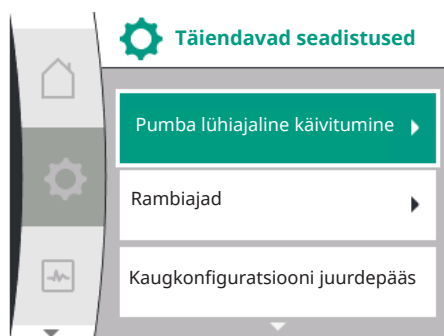 Täiendavad seadistused
Pumba lühiajaline käivitumine
Rambiajad
Kaugkonfiguratsiooni juurdepääs